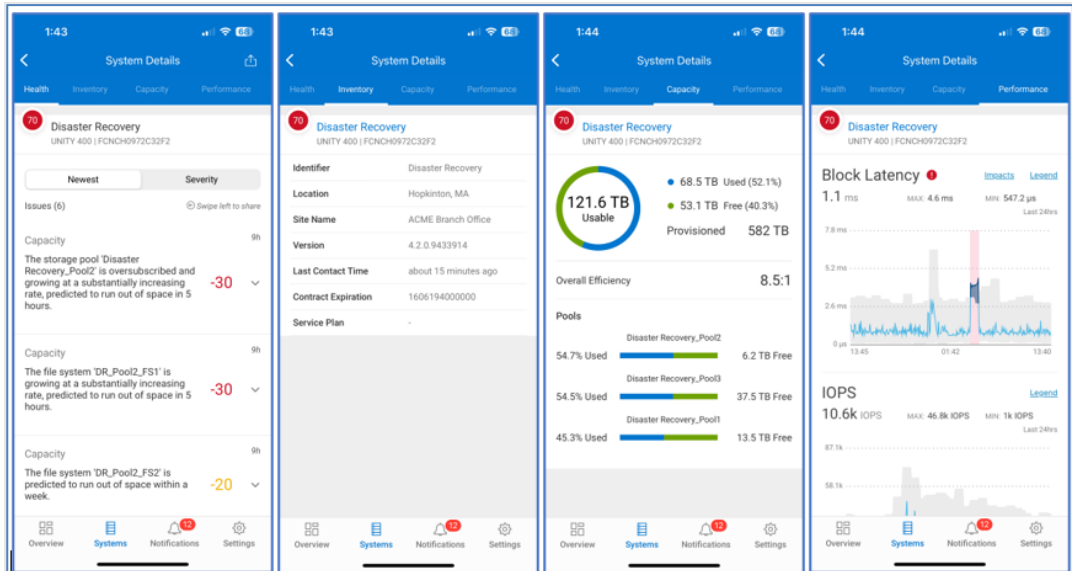 1:43
68
System Details
Health Inventory Capacity Performance
70
Disaster Recovery
UNITY 400 | FCNCH0972C32F2
Newest Severity
Issues (6) Swipe left to share
Capacity 9h
The storage pool 'Disaster
Recovery_Pool2' is oversubscribed and
growing at a substantially increasing
rate, predicted to run out of space in 5
hours.
-30
Capacity 9h
The file system 'DR_Pool2_FS1' is
growing at a substantially increasing
rate, predicted to run out of space in 5
hours.
-30
Capacity 9h
The file system 'DR_Pool2_FS2' is
predicted to run out of space within a
week.
-20
12
Overview Systems Notifications Settings
1:43
68
System Details
Health Inventory Capacity Performance
70
Disaster Recovery
UNITY 400 | FCNCH0972C32F2
Identifier Disaster Recovery
Location Hopkinton, MA
Site Name ACME Branch Office
Version 4.2.0.9433914
Last Contact Time about 15 minutes ago
Contract Expiration 1606194000000
Service Plan -
12
Overview Systems Notifications Settings
1:44
68
System Details
Health Inventory Capacity Performance
70
Disaster Recovery
UNITY 400 | FCNCH0972C32F2
121.6 TB
Usable
68.5 TB Used (52.1%)
53.1 TB Free (40.3%)
Provisioned 582 TB
Overall Efficiency 8.5:1
Pools
Disaster Recovery_Pool2
54.7% Used 6.2 TB Free
Disaster Recovery_Pool3
54.5% Used 37.5 TB Free
Disaster Recovery_Pool1
45.3% Used 13.5 TB Free
12
Overview Systems Notifications Settings
1:44
68
System Details
Health Inventory Capacity Performance
70
Disaster Recovery
UNITY 400 | FCNCH0972C32F2
Block Latency ! Impacts Legend
1.1 ms MAX: 4.6 ms MIN: 547.2 µs
Last 24hrs
7.8 ms
5.2 ms
2.6 ms
0 µs
13:45 01:42 13:40
IOPS Legend
10.6k IOPS MAX: 46.8k IOPS MIN: 1k IOPS
Last 24hrs
87.1k
58.1k
12
Overview Systems Notifications Settings